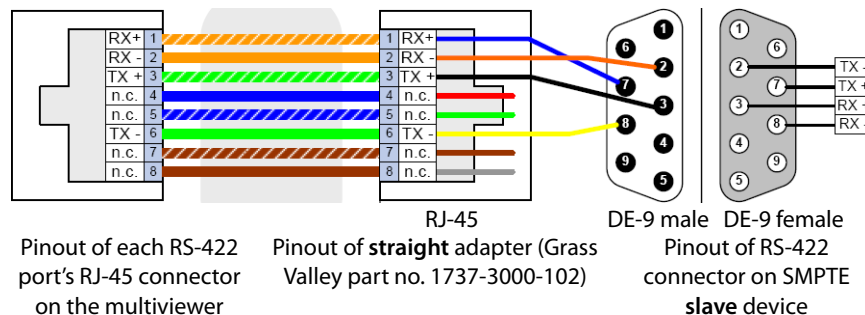 RX+ 1
RX - 2
TX + 3
n.c. 4
n.c. 5
TX - 6
n.c. 7
n.c. 8
1 RX+
2 RX -
3 TX +
4 n.c.
5 n.c.
6 TX -
7 n.c.
8 n.c.
1
6
2
7
3
8
4
9
5
1
6
2
7
3
8
4
9
5
TX -
TX +
RX -
RX -
RJ-45
DE-9 male
DE-9 female
Pinout of each RS-422
port's RJ-45 connector
on the multiviewer
Pinout of straight adapter (Grass
Valley part no. 1737-3000-102)
Pinout of RS-422
connector on SMPTE
slave device